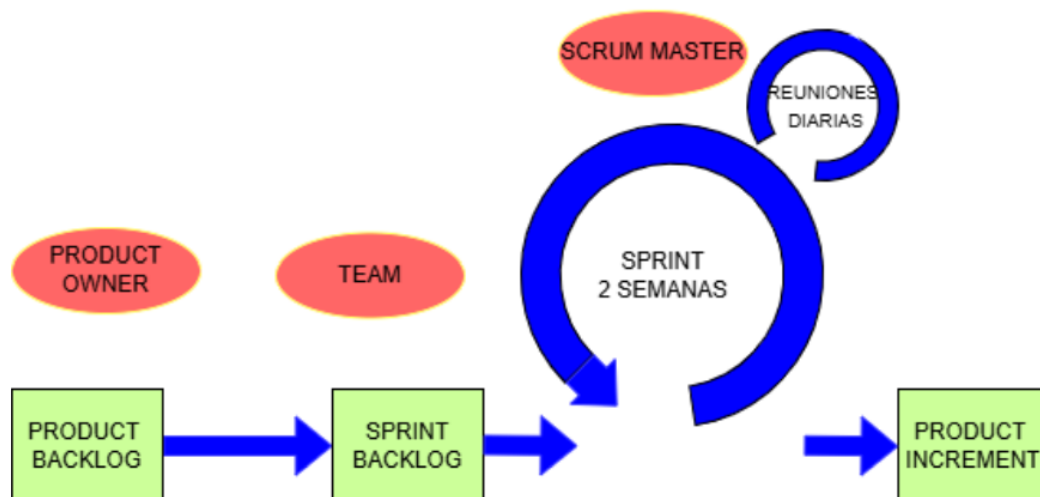 SCRUM MASTER
REUNIONES
DIARIAS
PRODUCT
OWNER
TEAM
SPRINT
2 SEMANAS
PRODUCT
BACKLOG
SPRINT
BACKLOG
PRODUCT
INCREMENT